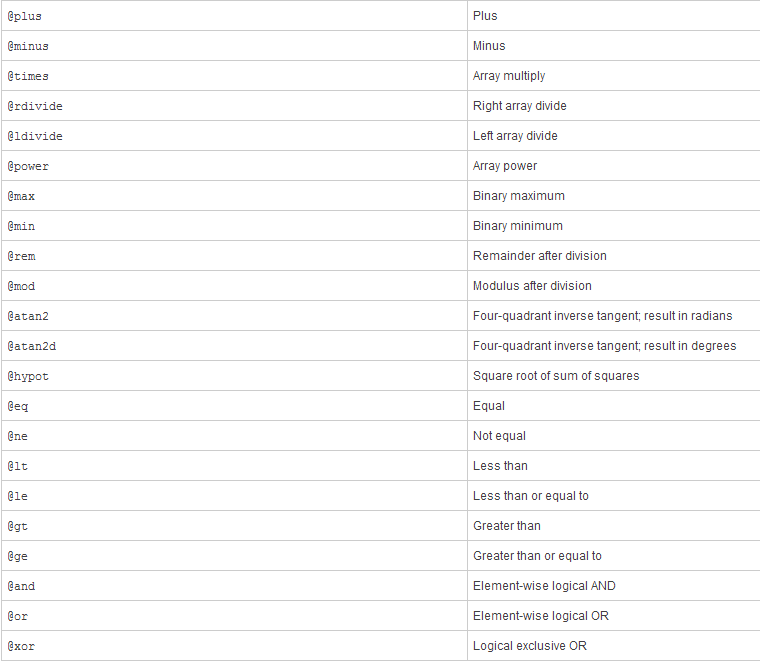 @plus Plus
@minus Minus
@times Array multiply
@rdivide Right array divide
@ldivide Left array divide
@power Array power
@max Binary maximum
@min Binary minimum
@rem Remainder after division
@mod Modulus after division
@atan2 Four-quadrant inverse tangent; result in radians
@atan2d Four-quadrant inverse tangent; result in degrees
@hypot Square root of sum of squares
@eq Equal
@ne Not equal
@lt Less than
@le Less than or equal to
@gt Greater than
@ge Greater than or equal to
@and Element-wise logical AND
@or Element-wise logical OR
@xor Logical exclusive OR